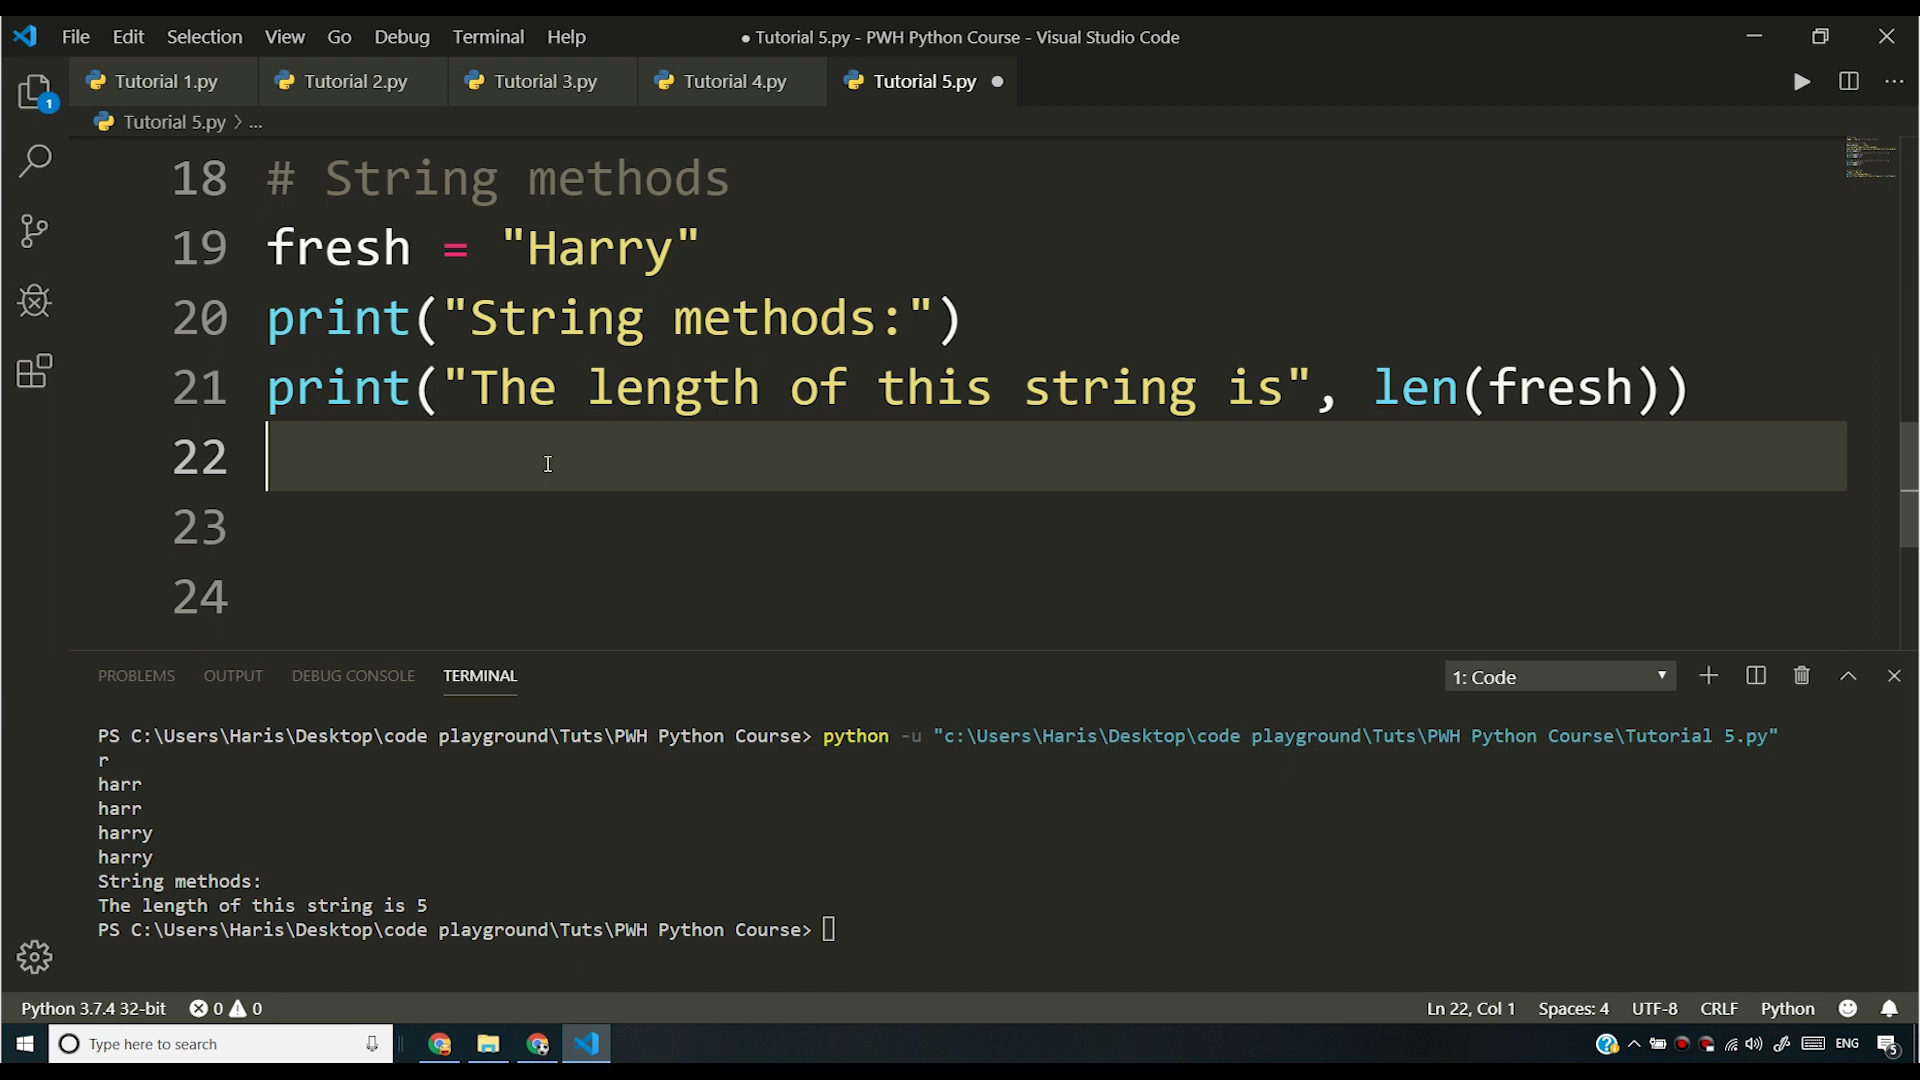 File Edit Selection View Go Debug Terminal Help ● Tutorial 5.py - PWH Python Course - Visual Studio Code
Tutorial 1.py Tutorial 2.py Tutorial 3.py Tutorial 4.py Tutorial 5.py ●
1
Tutorial 5.py > ...
18 # String methods
19 fresh = "Harry"
20 print("String methods:")
21 print("The length of this string is", len(fresh))
22
23
24
PROBLEMS OUTPUT DEBUG CONSOLE TERMINAL 1: Code
PS C:\Users\Haris\Desktop\code playground\Tuts\PWH Python Course> python -u "c:\Users\Haris\Desktop\code playground\Tuts\PWH Python Course\Tutorial 5.py"
r
harr
harr
harry
harry
String methods:
The length of this string is 5
PS C:\Users\Haris\Desktop\code playground\Tuts\PWH Python Course>
Python 3.7.4 32-bit 0 0 Ln 22, Col 1 Spaces: 4 UTF-8 CRLF Python
Type here to search ENG 5